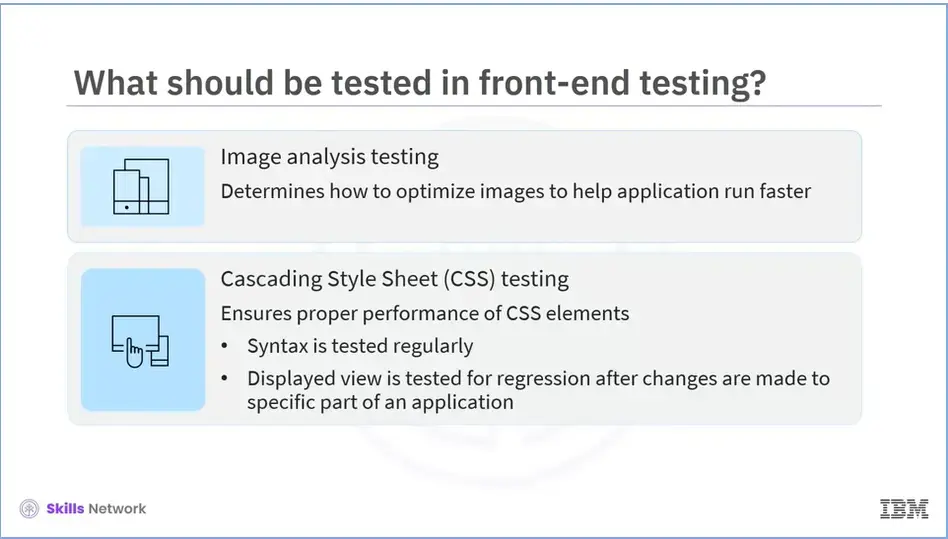 What should be tested in front-end testing?
Image analysis testing
Determines how to optimize images to help application run faster
Cascading Style Sheet (CSS) testing
Ensures proper performance of CSS elements
• Syntax is tested regularly
• Displayed view is tested for regression after changes are made to
specific part of an application
Skills Network
IBM